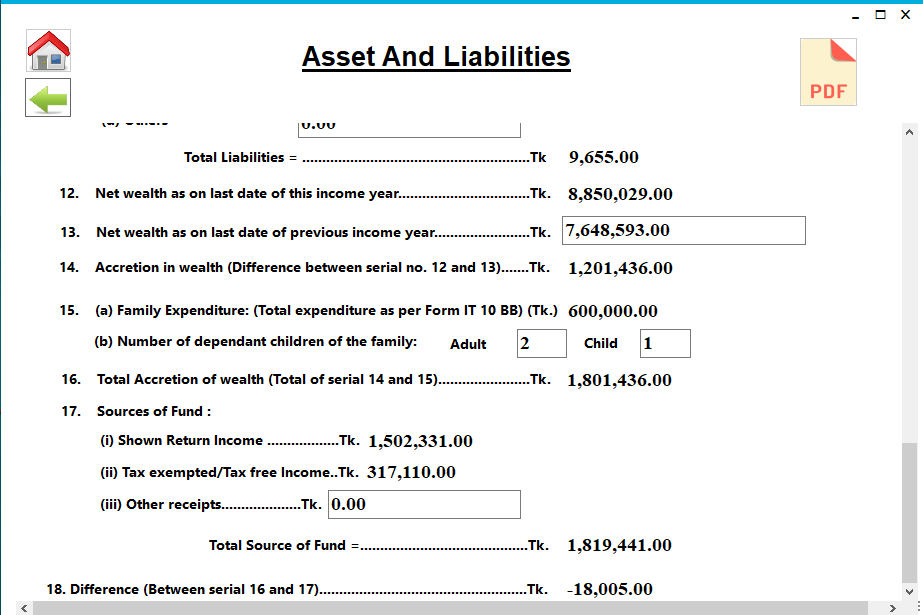 Asset And Liabilities
PDF
(d) Others 0.00
Total Liabilities = ......................................................Tk 9,655.00
12. Net wealth as on last date of this income year...............................Tk. 8,850,029.00
13. Net wealth as on last date of previous income year.......................Tk. 7,648,593.00
14. Accretion in wealth (Difference between serial no. 12 and 13).......Tk. 1,201,436.00
15. (a) Family Expenditure: (Total expenditure as per Form IT 10 BB) (Tk.) 600,000.00
(b) Number of dependant children of the family: Adult 2 Child 1
16. Total Accretion of wealth (Total of serial 14 and 15)......................Tk. 1,801,436.00
17. Sources of Fund :
(i) Shown Return Income ..................Tk. 1,502,331.00
(ii) Tax exempted/Tax free Income..Tk. 317,110.00
(iii) Other receipts....................Tk. 0.00
Total Source of Fund =........................................Tk. 1,819,441.00
18. Difference (Between serial 16 and 17)..................................................Tk. -18,005.00